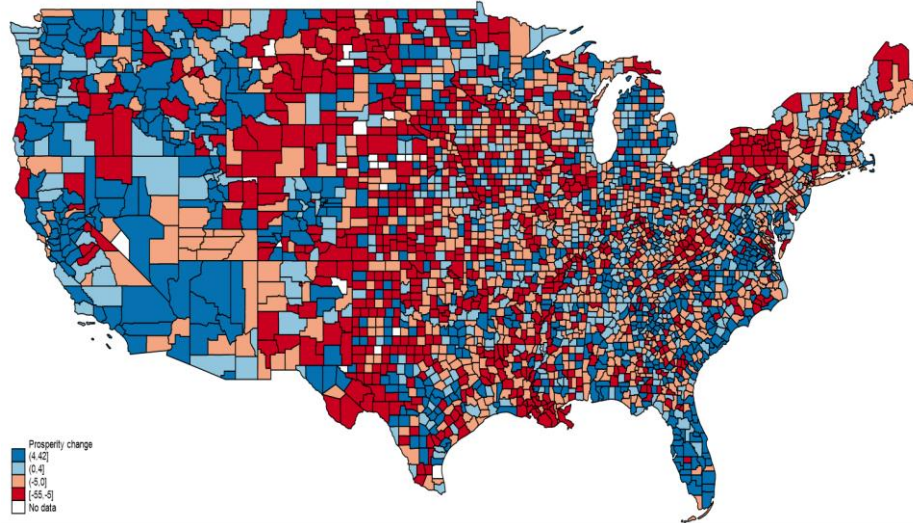 Prosperity change
(4,42]
(0,4]
(-5,0]
[-55,-5]
No data